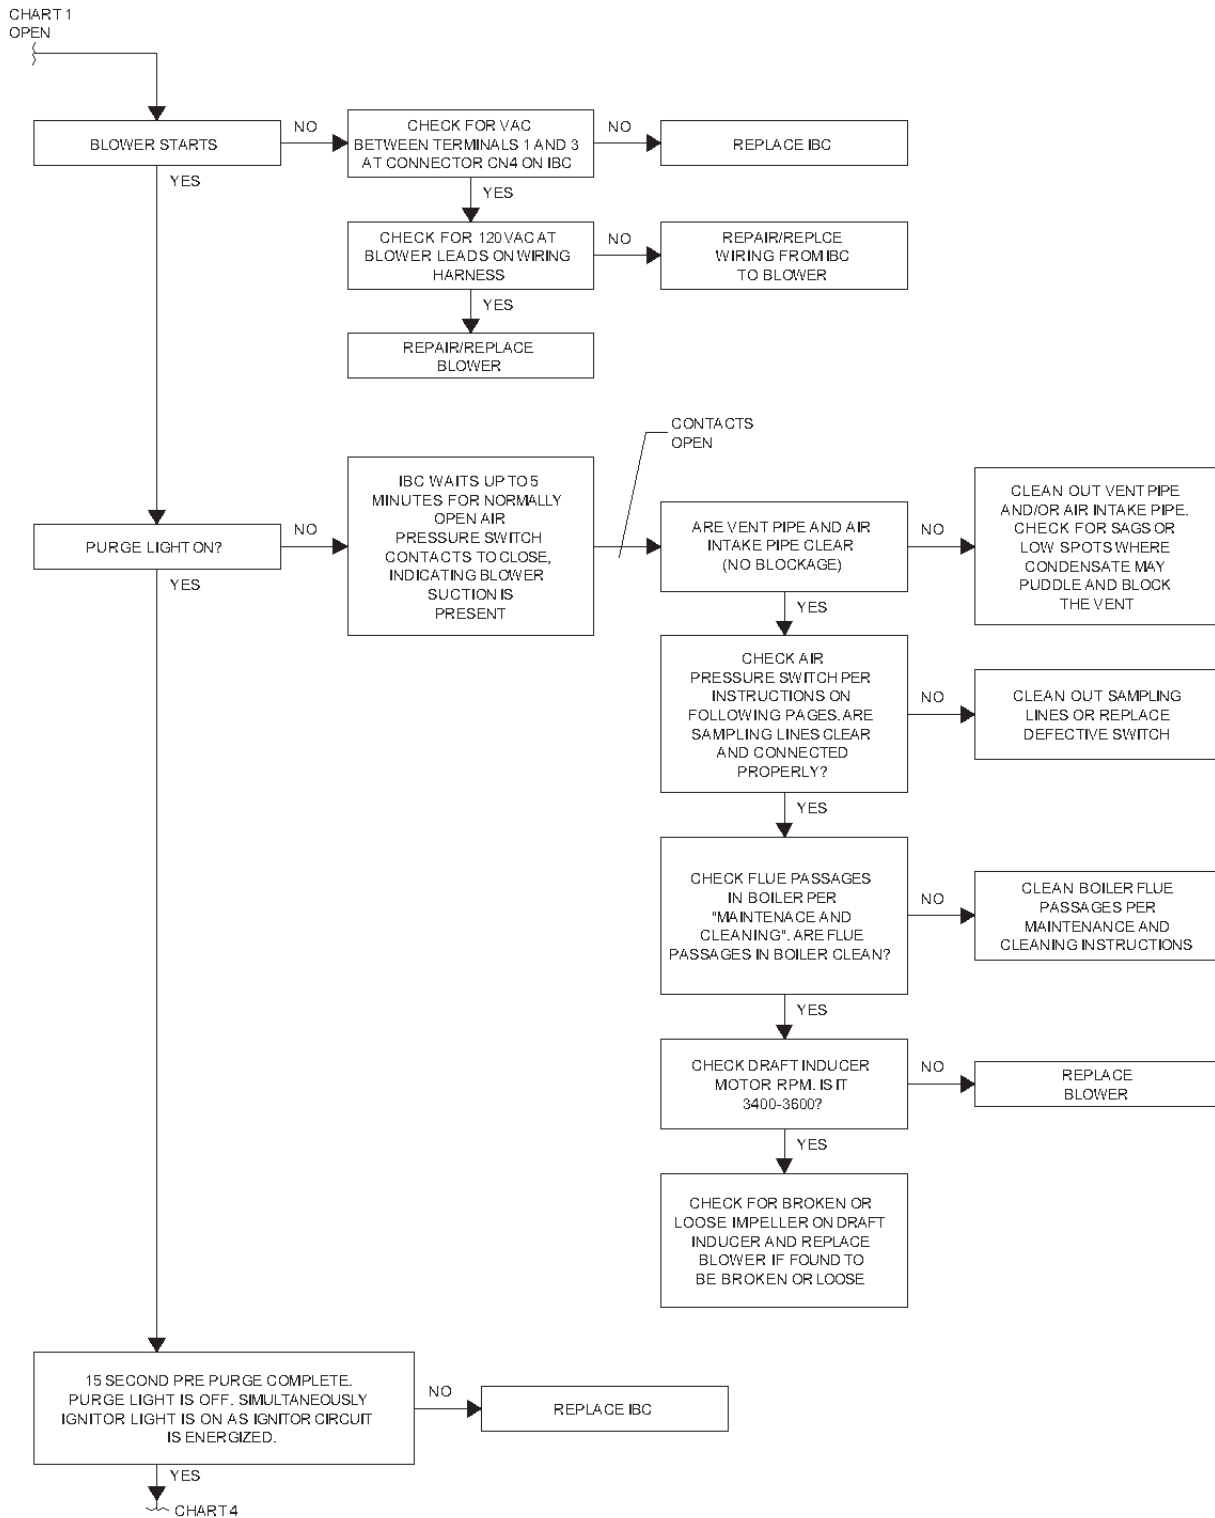 CHART 1
OPEN
BLOWER STARTS
NO
CHECK FOR VAC
BETWEEN TERMINALS 1 AND 3
AT CONNECTOR CN4 ON IBC
NO
REPLACE IBC
YES
YES
CHECK FOR 120 VAC AT
BLOWER LEADS ON WIRING
HARNESS
NO
REPAIR/REPLCE
WIRING FROM IBC
TO BLOWER
YES
REPAIR/REPLACE
BLOWER
CONTACTS
OPEN
PURGE LIGHT ON?
NO
IBC WAITS UP TO 5
MINUTES FOR NORMALLY
OPEN AIR
PRESSURE SWITCH
CONTACTS TO CLOSE,
INDICATING BLOWER
SUCTION IS
PRESENT
ARE VENT PIPE AND AIR
INTAKE PIPE CLEAR
(NO BLOCKAGE)
NO
CLEAN OUT VENT PIPE
AND/OR AIR INTAKE PIPE.
CHECK FOR SAGS OR
LOW SPOTS WHERE
CONDENSATE MAY
PUDDLE AND BLOCK
THE VENT
YES
YES
CHECK AIR
PRESSURE SWITCH PER
INSTRUCTIONS ON
FOLLOWING PAGES. ARE
SAMPLING LINES CLEAR
AND CONNECTED
PROPERLY?
NO
CLEAN OUT SAMPLING
LINES OR REPLACE
DEFECTIVE SWITCH
YES
CHECK FLUE PASSAGES
IN BOILER PER
"MAINTENACE AND
CLEANING". ARE FLUE
PASSAGES IN BOILER CLEAN?
NO
CLEAN BOILER FLUE
PASSAGES PER
MAINTENANCE AND
CLEANING INSTRUCTIONS
YES
CHECK DRAFT INDUCER
MOTOR RPM. IS IT
3400-3600?
NO
REPLACE
BLOWER
YES
CHECK FOR BROKEN OR
LOOSE IMPELLER ON DRAFT
INDUCER AND REPLACE
BLOWER IF FOUND TO
BE BROKEN OR LOOSE
15 SECOND PRE PURGE COMPLETE.
PURGE LIGHT IS OFF. SIMULTANEOUSLY
IGNITOR LIGHT IS ON AS IGNITOR CIRCUIT
IS ENERGIZED.
NO
REPLACE IBC
YES
CHART 4